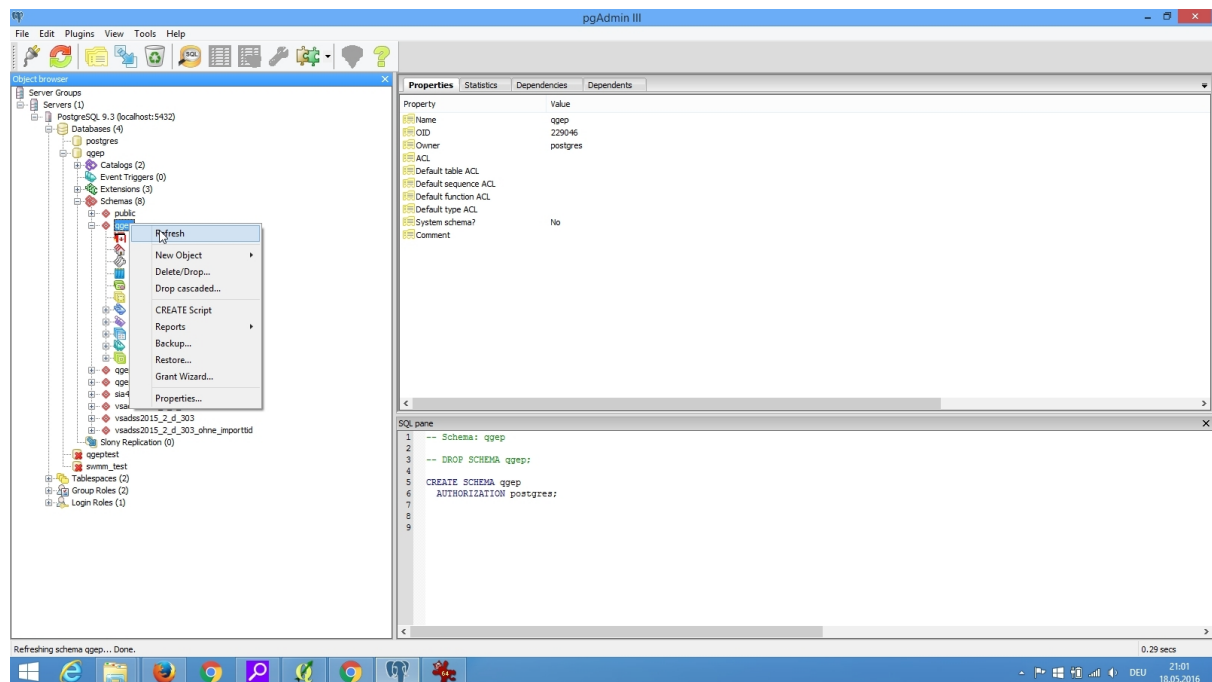 pgAdmin III
File Edit Plugins View Tools Help
SQL
Object browser
Server Groups
Servers (1)
PostgreSQL 9.3 (localhost:5432)
Databases (4)
postgres
qgep
Catalogs (2)
Event Triggers (0)
Extensions (3)
Schemas (8)
public
Refresh
New Object
Delete/Drop...
Drop cascaded...
CREATE Script
Reports
Backup...
Restore...
Grant Wizard...
Properties...
vsadss2015_2_d_303
vsadss2015_2_d_303_ohne_importtid
Slony Replication (0)
qgeptest
swmm_test
Tablespaces (2)
Group Roles (2)
Login Roles (1)
Properties Statistics Dependencies Dependents
Property Value
Name qgep
OID 229046
Owner postgres
ACL
Default table ACL
Default sequence ACL
Default function ACL
Default type ACL
System schema? No
Comment
SQL pane
1 -- Schema: qgep
2
3 -- DROP SCHEMA qgep;
4
5 CREATE SCHEMA qgep
6 AUTHORIZATION postgres;
7
8
9
Refreshing schema qgep... Done. 0.29 secs
64
DEU
21:01
18.05.2016